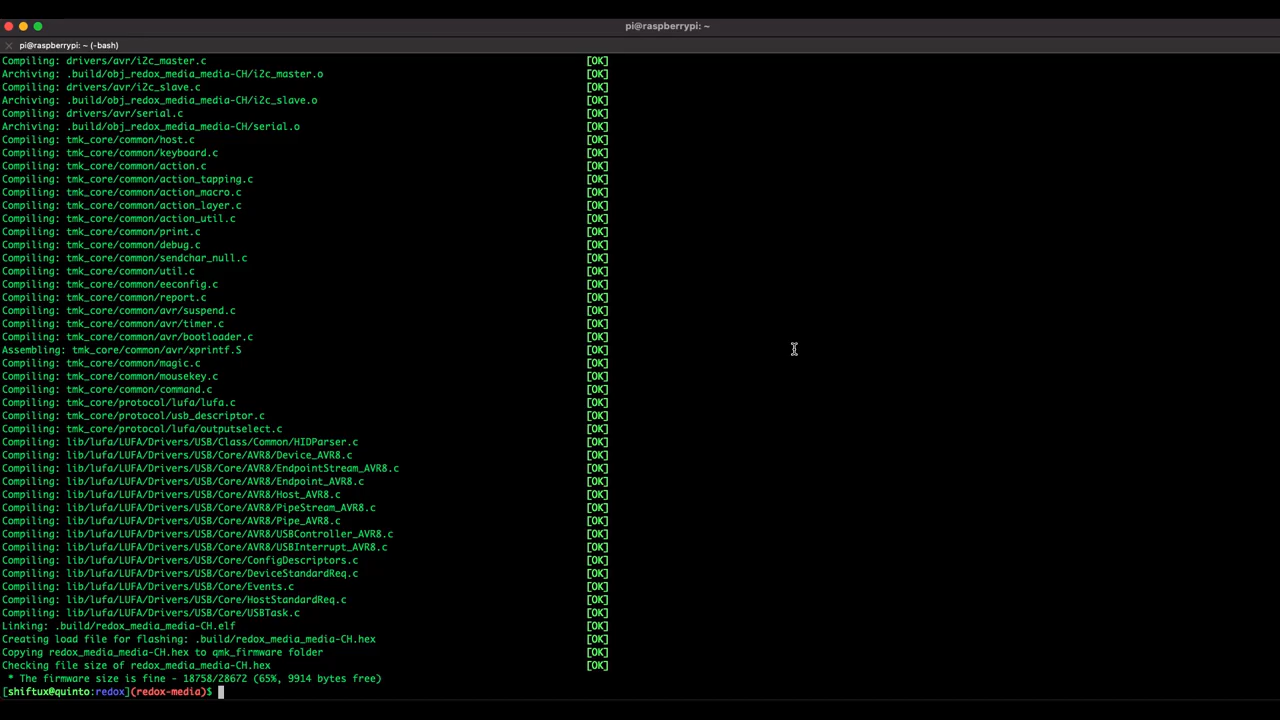 pi@raspberrypi: ~
pi@raspberrypi: ~ (-bash)
Compiling: drivers/avr/i2c_master.c [OK]
Archiving: .build/obj_redox_media_media-CH/i2c_master.o [OK]
Compiling: drivers/avr/i2c_slave.c [OK]
Archiving: .build/obj_redox_media_media-CH/i2c_slave.o [OK]
Compiling: drivers/avr/serial.c [OK]
Archiving: .build/obj_redox_media_media-CH/serial.o [OK]
Compiling: tmk_core/common/host.c [OK]
Compiling: tmk_core/common/keyboard.c [OK]
Compiling: tmk_core/common/action.c [OK]
Compiling: tmk_core/common/action_tapping.c [OK]
Compiling: tmk_core/common/action_macro.c [OK]
Compiling: tmk_core/common/action_layer.c [OK]
Compiling: tmk_core/common/action_util.c [OK]
Compiling: tmk_core/common/print.c [OK]
Compiling: tmk_core/common/debug.c [OK]
Compiling: tmk_core/common/sendchar_null.c [OK]
Compiling: tmk_core/common/util.c [OK]
Compiling: tmk_core/common/eeconfig.c [OK]
Compiling: tmk_core/common/report.c [OK]
Compiling: tmk_core/common/avr/suspend.c [OK]
Compiling: tmk_core/common/avr/timer.c [OK]
Compiling: tmk_core/common/avr/bootloader.c [OK]
Assembling: tmk_core/common/avr/xprintf.S [OK]
Compiling: tmk_core/common/magic.c [OK]
Compiling: tmk_core/common/mousekey.c [OK]
Compiling: tmk_core/common/command.c [OK]
Compiling: tmk_core/protocol/lufa/lufa.c [OK]
Compiling: tmk_core/protocol/usb_descriptor.c [OK]
Compiling: tmk_core/protocol/lufa/outputselect.c [OK]
Compiling: lib/lufa/LUFA/Drivers/USB/Class/Common/HIDParser.c [OK]
Compiling: lib/lufa/LUFA/Drivers/USB/Core/AVR8/Device_AVR8.c [OK]
Compiling: lib/lufa/LUFA/Drivers/USB/Core/AVR8/EndpointStream_AVR8.c [OK]
Compiling: lib/lufa/LUFA/Drivers/USB/Core/AVR8/Endpoint_AVR8.c [OK]
Compiling: lib/lufa/LUFA/Drivers/USB/Core/AVR8/Host_AVR8.c [OK]
Compiling: lib/lufa/LUFA/Drivers/USB/Core/AVR8/PipeStream_AVR8.c [OK]
Compiling: lib/lufa/LUFA/Drivers/USB/Core/AVR8/Pipe_AVR8.c [OK]
Compiling: lib/lufa/LUFA/Drivers/USB/Core/AVR8/USBController_AVR8.c [OK]
Compiling: lib/lufa/LUFA/Drivers/USB/Core/AVR8/USBInterrupt_AVR8.c [OK]
Compiling: lib/lufa/LUFA/Drivers/USB/Core/ConfigDescriptors.c [OK]
Compiling: lib/lufa/LUFA/Drivers/USB/Core/DeviceStandardReq.c [OK]
Compiling: lib/lufa/LUFA/Drivers/USB/Core/Events.c [OK]
Compiling: lib/lufa/LUFA/Drivers/USB/Core/HostStandardReq.c [OK]
Compiling: lib/lufa/LUFA/Drivers/USB/Core/USBTask.c [OK]
Linking: .build/redox_media_media-CH.elf [OK]
Creating load file for flashing: .build/redox_media_media-CH.hex [OK]
Copying redox_media_media-CH.hex to qmk_firmware folder [OK]
Checking file size of redox_media_media-CH.hex [OK]
* The firmware size is fine - 18758/28672 (65%, 9914 bytes free)
[shiftux@quinto:redox](redox-media)$